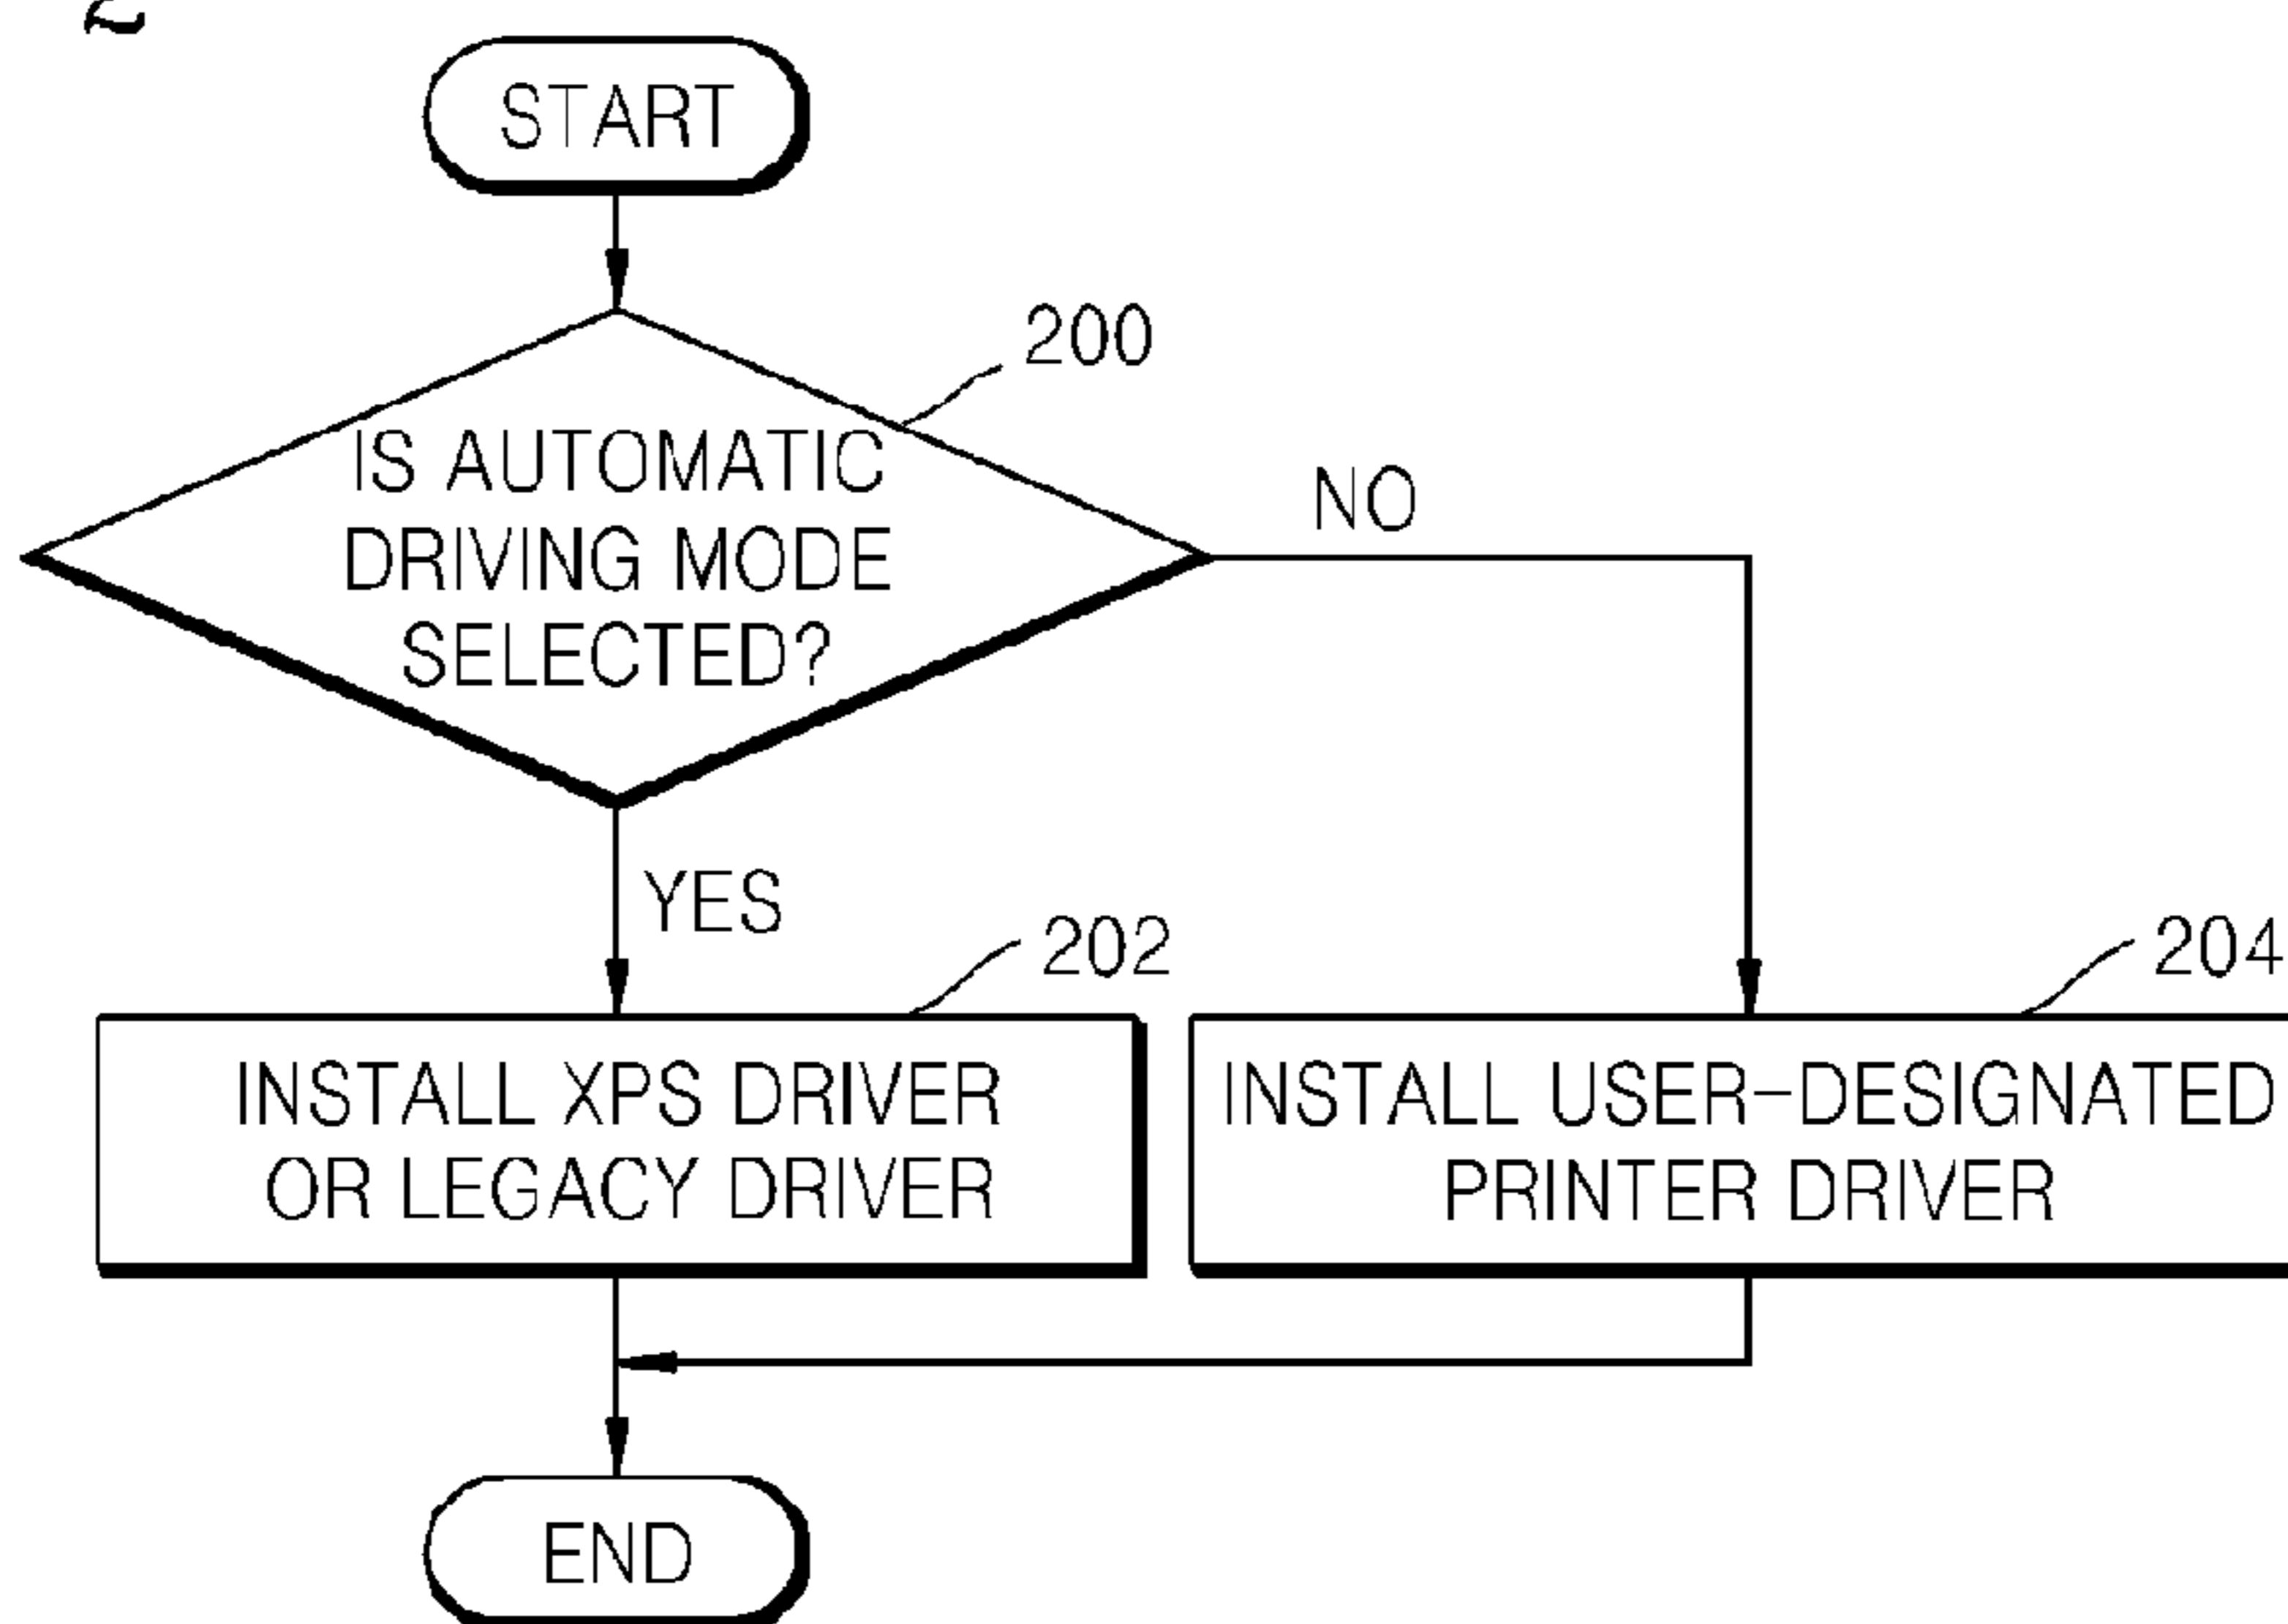 START
200
IS AUTOMATIC
DRIVING MODE
SELECTED?
NO
YES
202
204
INSTALL XPS DRIVER
OR LEGACY DRIVER
INSTALL USER-DESIGNATED
PRINTER DRIVER
END